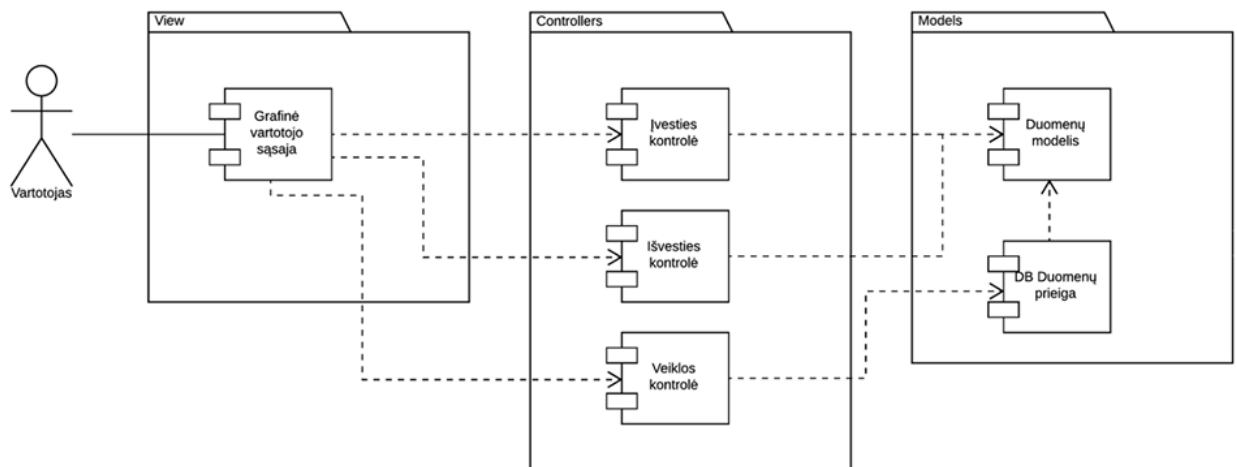 View
Controllers
Models
Vartotojas
Grafinė
vartotojo
sąsaja
Įvesties
kontrolė
Išvesties
kontrolė
Veiklos
kontrolė
Duomenų
modelis
DB Duomenų
prieiga